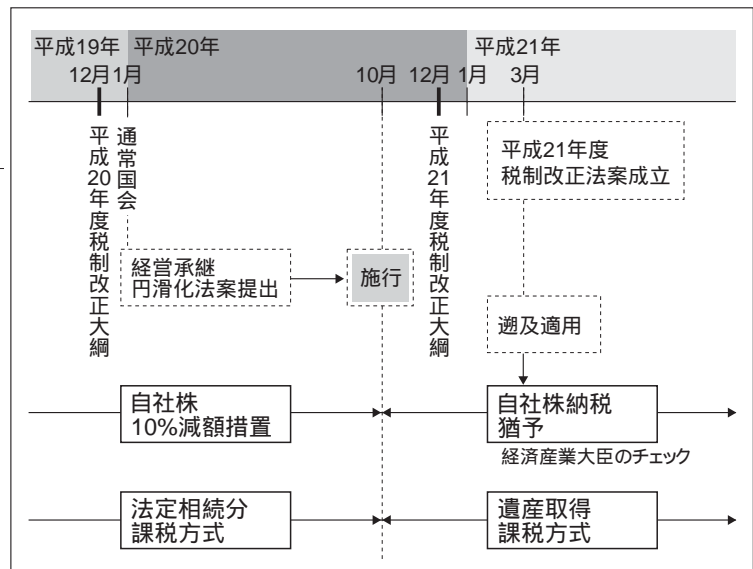 平成19年 平成20年 平成21年
12月 1月 10月 12月 1月 3月
平成20年度税制改正大綱
通常国会
平成21年度税制改正大綱
平成21年度
税制改正法案成立
経営承継
円滑化法案提出
施行
遡及適用
自社株
10%減額措置
自社株納税
猶予
経済産業大臣のチェック
法定相続分
課税方式
遺産取得
課税方式